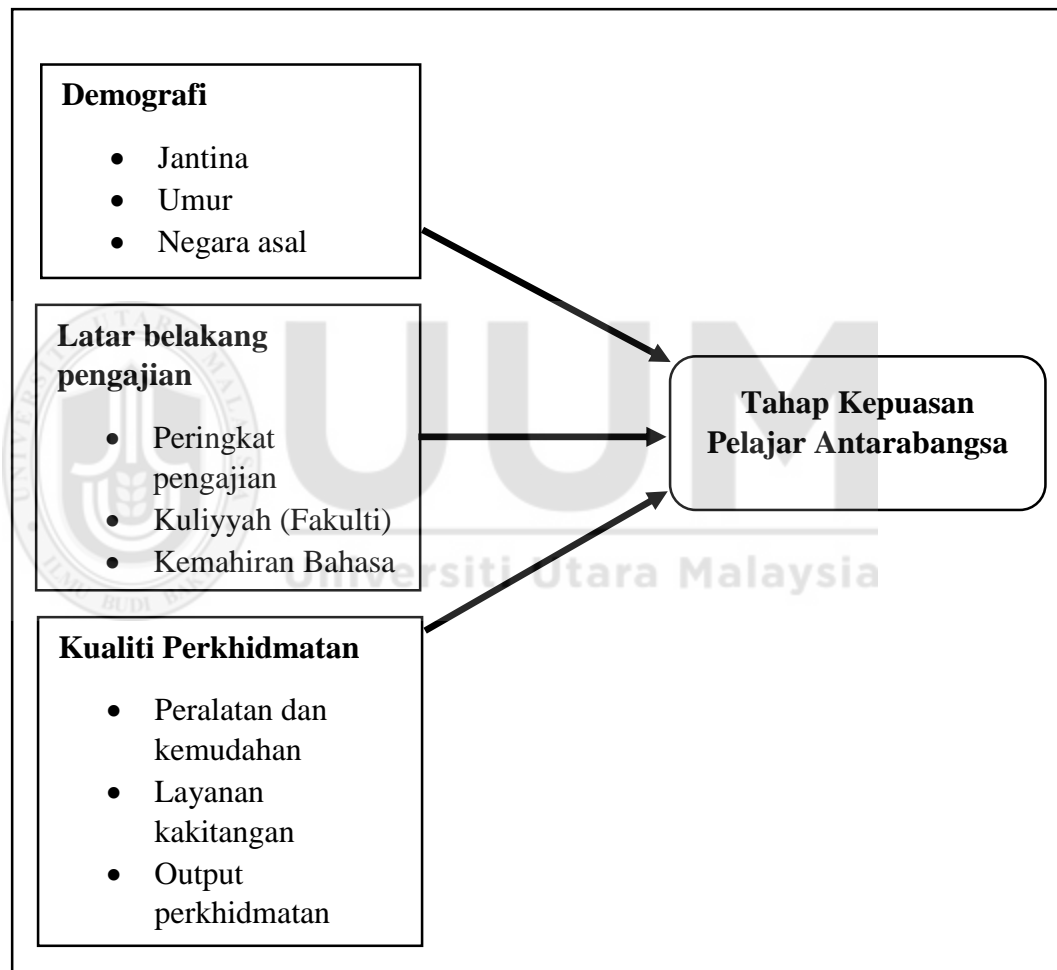 Demografi
• Jantina
• Umur
• Negara asal
Latar belakang
pengajian
• Peringkat
pengajian
• Kuliyyah (Fakulti)
• Kemahiran Bahasa
Kualiti Perkhidmatan
• Peralatan dan
kemudahan
• Layanan
kakitangan
• Output
perkhidmatan
Tahap Kepuasan
Pelajar Antarabangsa
UUM
Universiti Utara Malaysia